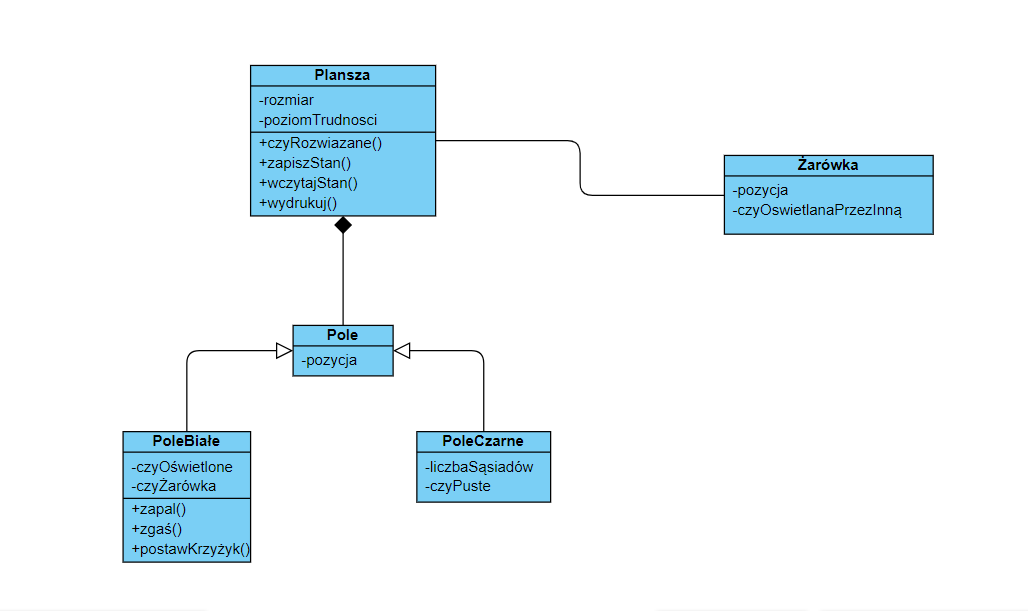 Plansza
-rozmiar
-poziomTrudnosci
+czyRozwiazane()
+zapiszStan()
+wczytajStan()
+wydrukuj()
Żarówka
-pozycja
-czyOswietlanaPrzezInną
Pole
-pozycja
PoleBiałe
-czyOświetlone
-czyŻarówka
+zapal()
+zgaś()
+postawKrzyżyk()
PoleCzarne
-liczbaSąsiadów
-czyPuste